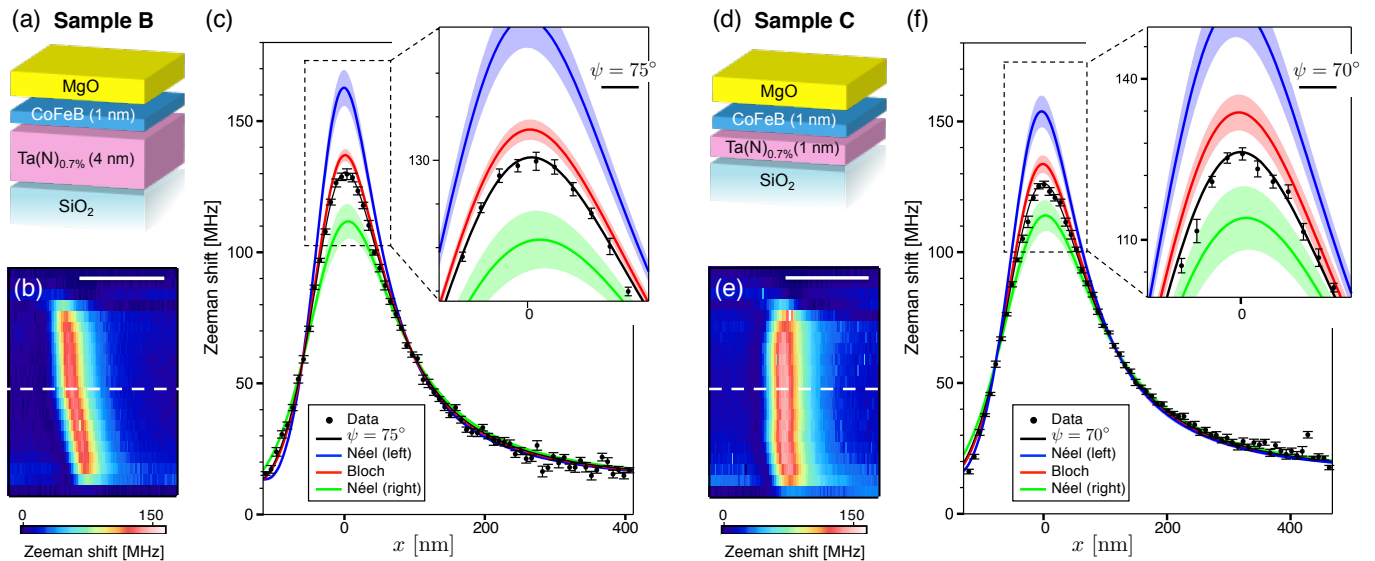 (a) Sample B
MgO
CoFeB (1 nm)
Ta(N)0.7% (4 nm)
SiO2
(b)
0 150
Zeeman shift [MHz]
(c)
Zeeman shift [MHz]
150
100
50
0
0 200 400
x [nm]
130
0
ψ = 75°
Data
ψ = 75°
Néel (left)
Bloch
Néel (right)
(d) Sample C
MgO
CoFeB (1 nm)
Ta(N)0.7% (1 nm)
SiO2
(e)
0 150
Zeeman shift [MHz]
(f)
Zeeman shift [MHz]
150
100
50
0
0 200 400
x [nm]
140
110
0
ψ = 70°
Data
ψ = 70°
Néel (left)
Bloch
Néel (right)